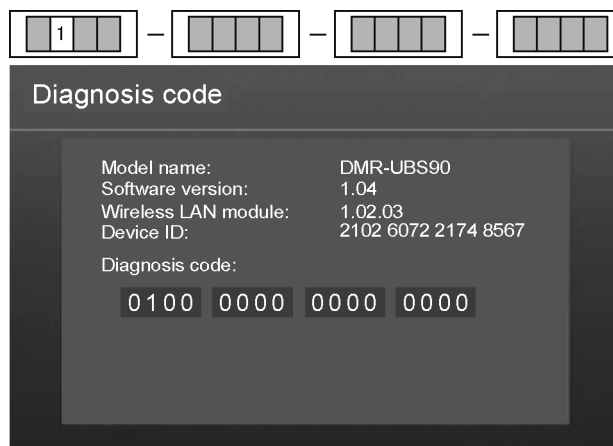 1 – – –
Diagnosis code
Model name: DMR-UBS90
Software version: 1.04
Wireless LAN module: 1.02.03
Device ID: 2102 6072 2174 8567
Diagnosis code:
0100 0000 0000 0000